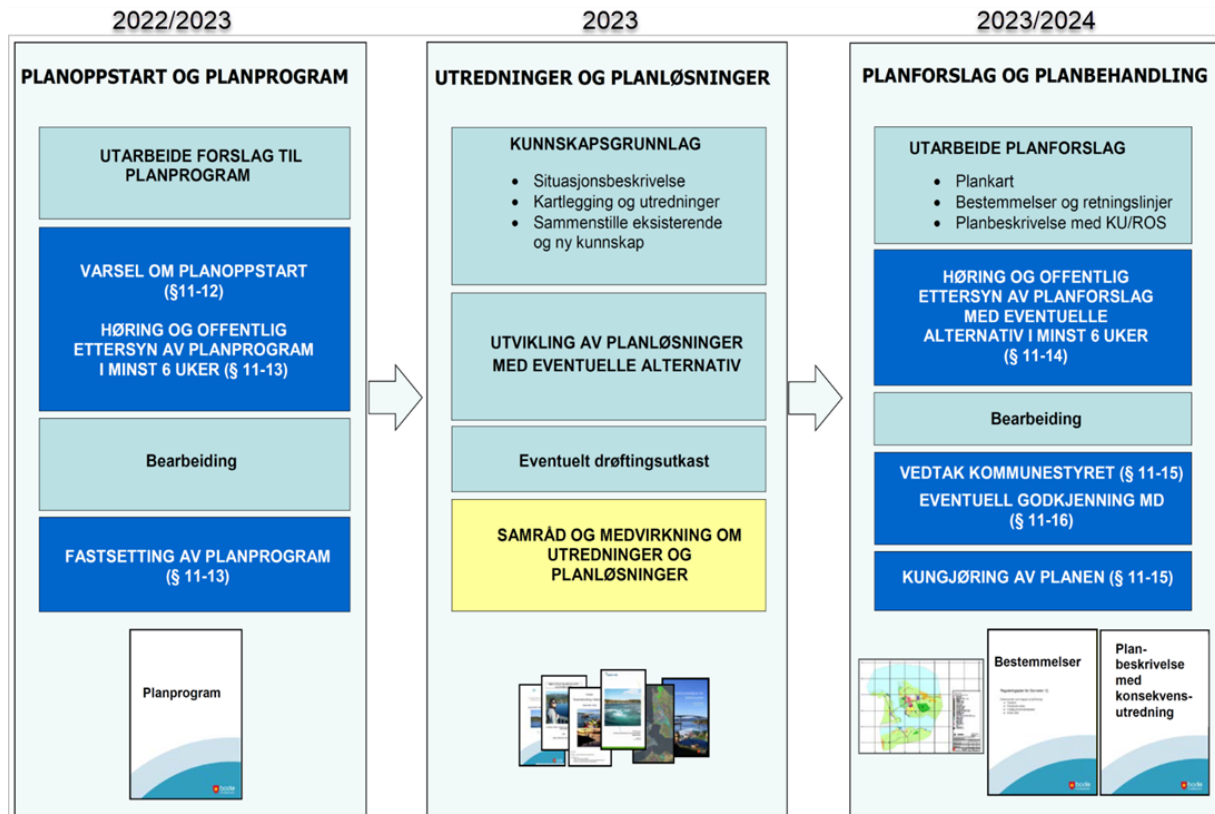 2022/2023
2023
2023/2024
PLANOPPSTART OG PLANPROGRAM
UTARBEIDE FORSLAG TIL
PLANPROGRAM
VARSEL OM PLANOPPSTART
(§11-12)
HØRING OG OFFENTLIG
ETTERSYN AV PLANPROGRAM
I MINST 6 UKER (§ 11-13)
Bearbeiding
FASTSETTING AV PLANPROGRAM
(§ 11-13)
Planprogram
bodø
UTREDNINGER OG PLANLØSNINGER
KUNNSKAPSGRUNNLAG
• Situasjonsbeskrivelse
• Kartlegging og utredninger
• Sammenstille eksisterende
og ny kunnskap
UTVIKLING AV PLANLØSNINGER
MED EVENTUELLE ALTERNATIV
Eventuelt drøftingsutkast
SAMRÅD OG MEDVIRKNING OM
UTREDNINGER OG
PLANLØSNINGER
PLANFORSLAG OG PLANBEHANDLING
UTARBEIDE PLANFORSLAG
• Plankart
• Bestemmelser og retningslinjer
• Planbeskrivelse med KU/ROS
HØRING OG OFFENTLIG
ETTERSYN AV PLANFORSLAG
MED EVENTUELLE
ALTERNATIV I MINST 6 UKER
(§ 11-14)
Bearbeiding
VEDTAK KOMMUNESTYRET (§ 11-15)
EVENTUELL GODKJENNING MD
(§ 11-16)
KUNGJØRING AV PLANEN (§ 11-15)
Bestemmelser
bodø
Plan-
beskrivelse
med
konsekvens-
utredning
bodø